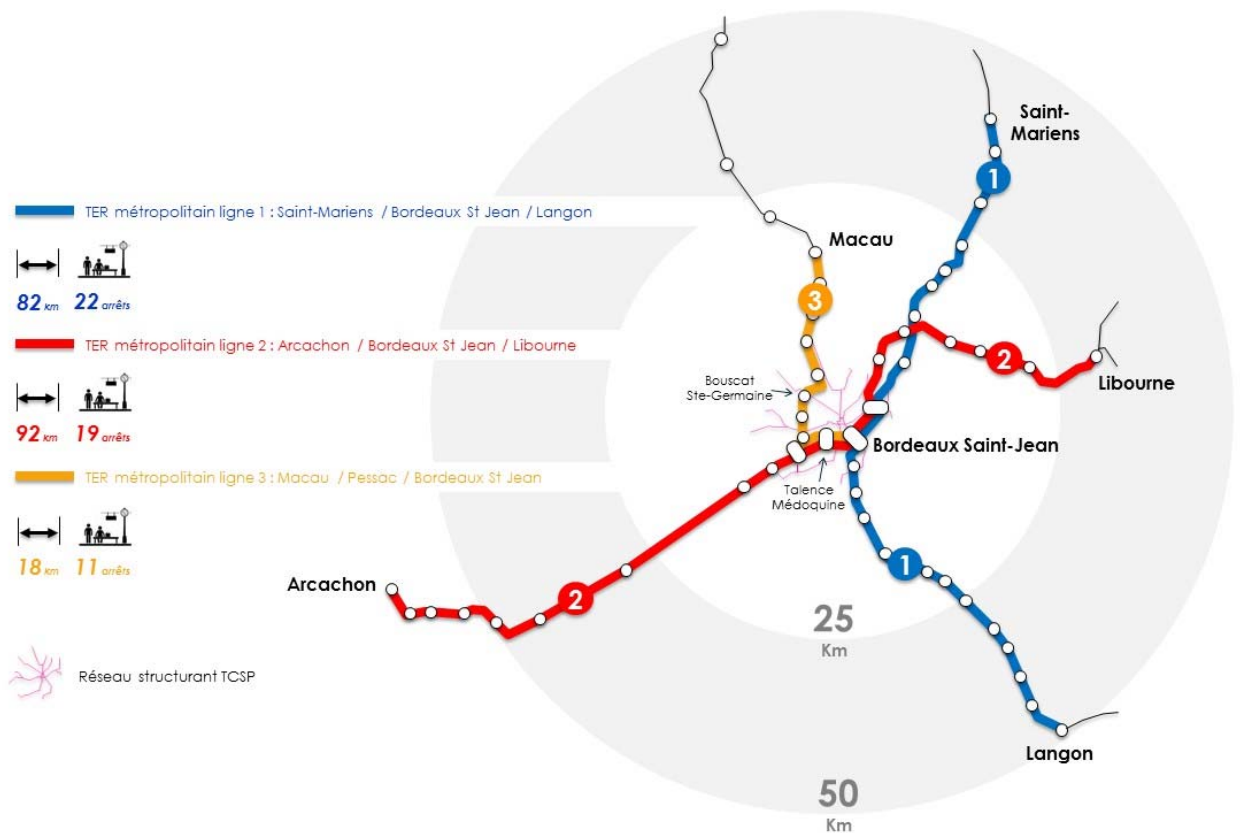 TER métropolitain ligne 1 : Saint-Mariens / Bordeaux St Jean / Langon
82 km 22 arrêts
TER métropolitain ligne 2 : Arcachon / Bordeaux St Jean / Libourne
92 km 19 arrêts
TER métropolitain ligne 3 : Macau / Pessac / Bordeaux St Jean
18 km 11 arrêts
Réseau structurant TCSP
Saint-
Mariens
1
Macau
3
2
Libourne
Bouscat
Ste-Germaine
Bordeaux Saint-Jean
Talence
Médoquine
1
Arcachon
2
25
Km
Langon
50
Km